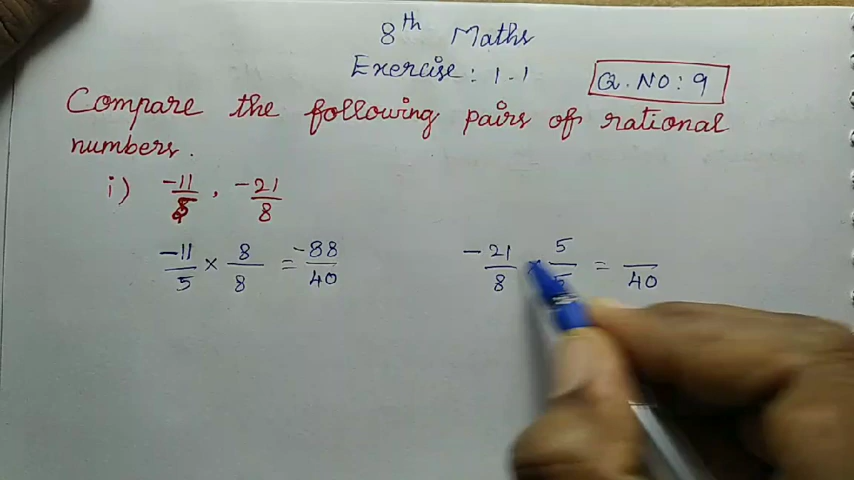 8th Maths
Exercise : 1.1
Q.NO: 9
Compare the following pairs of rational
numbers.
i) -11/5 , -21/8
-11/5 × 8/8 = -88/40
-21/8 × 5/5 = /40